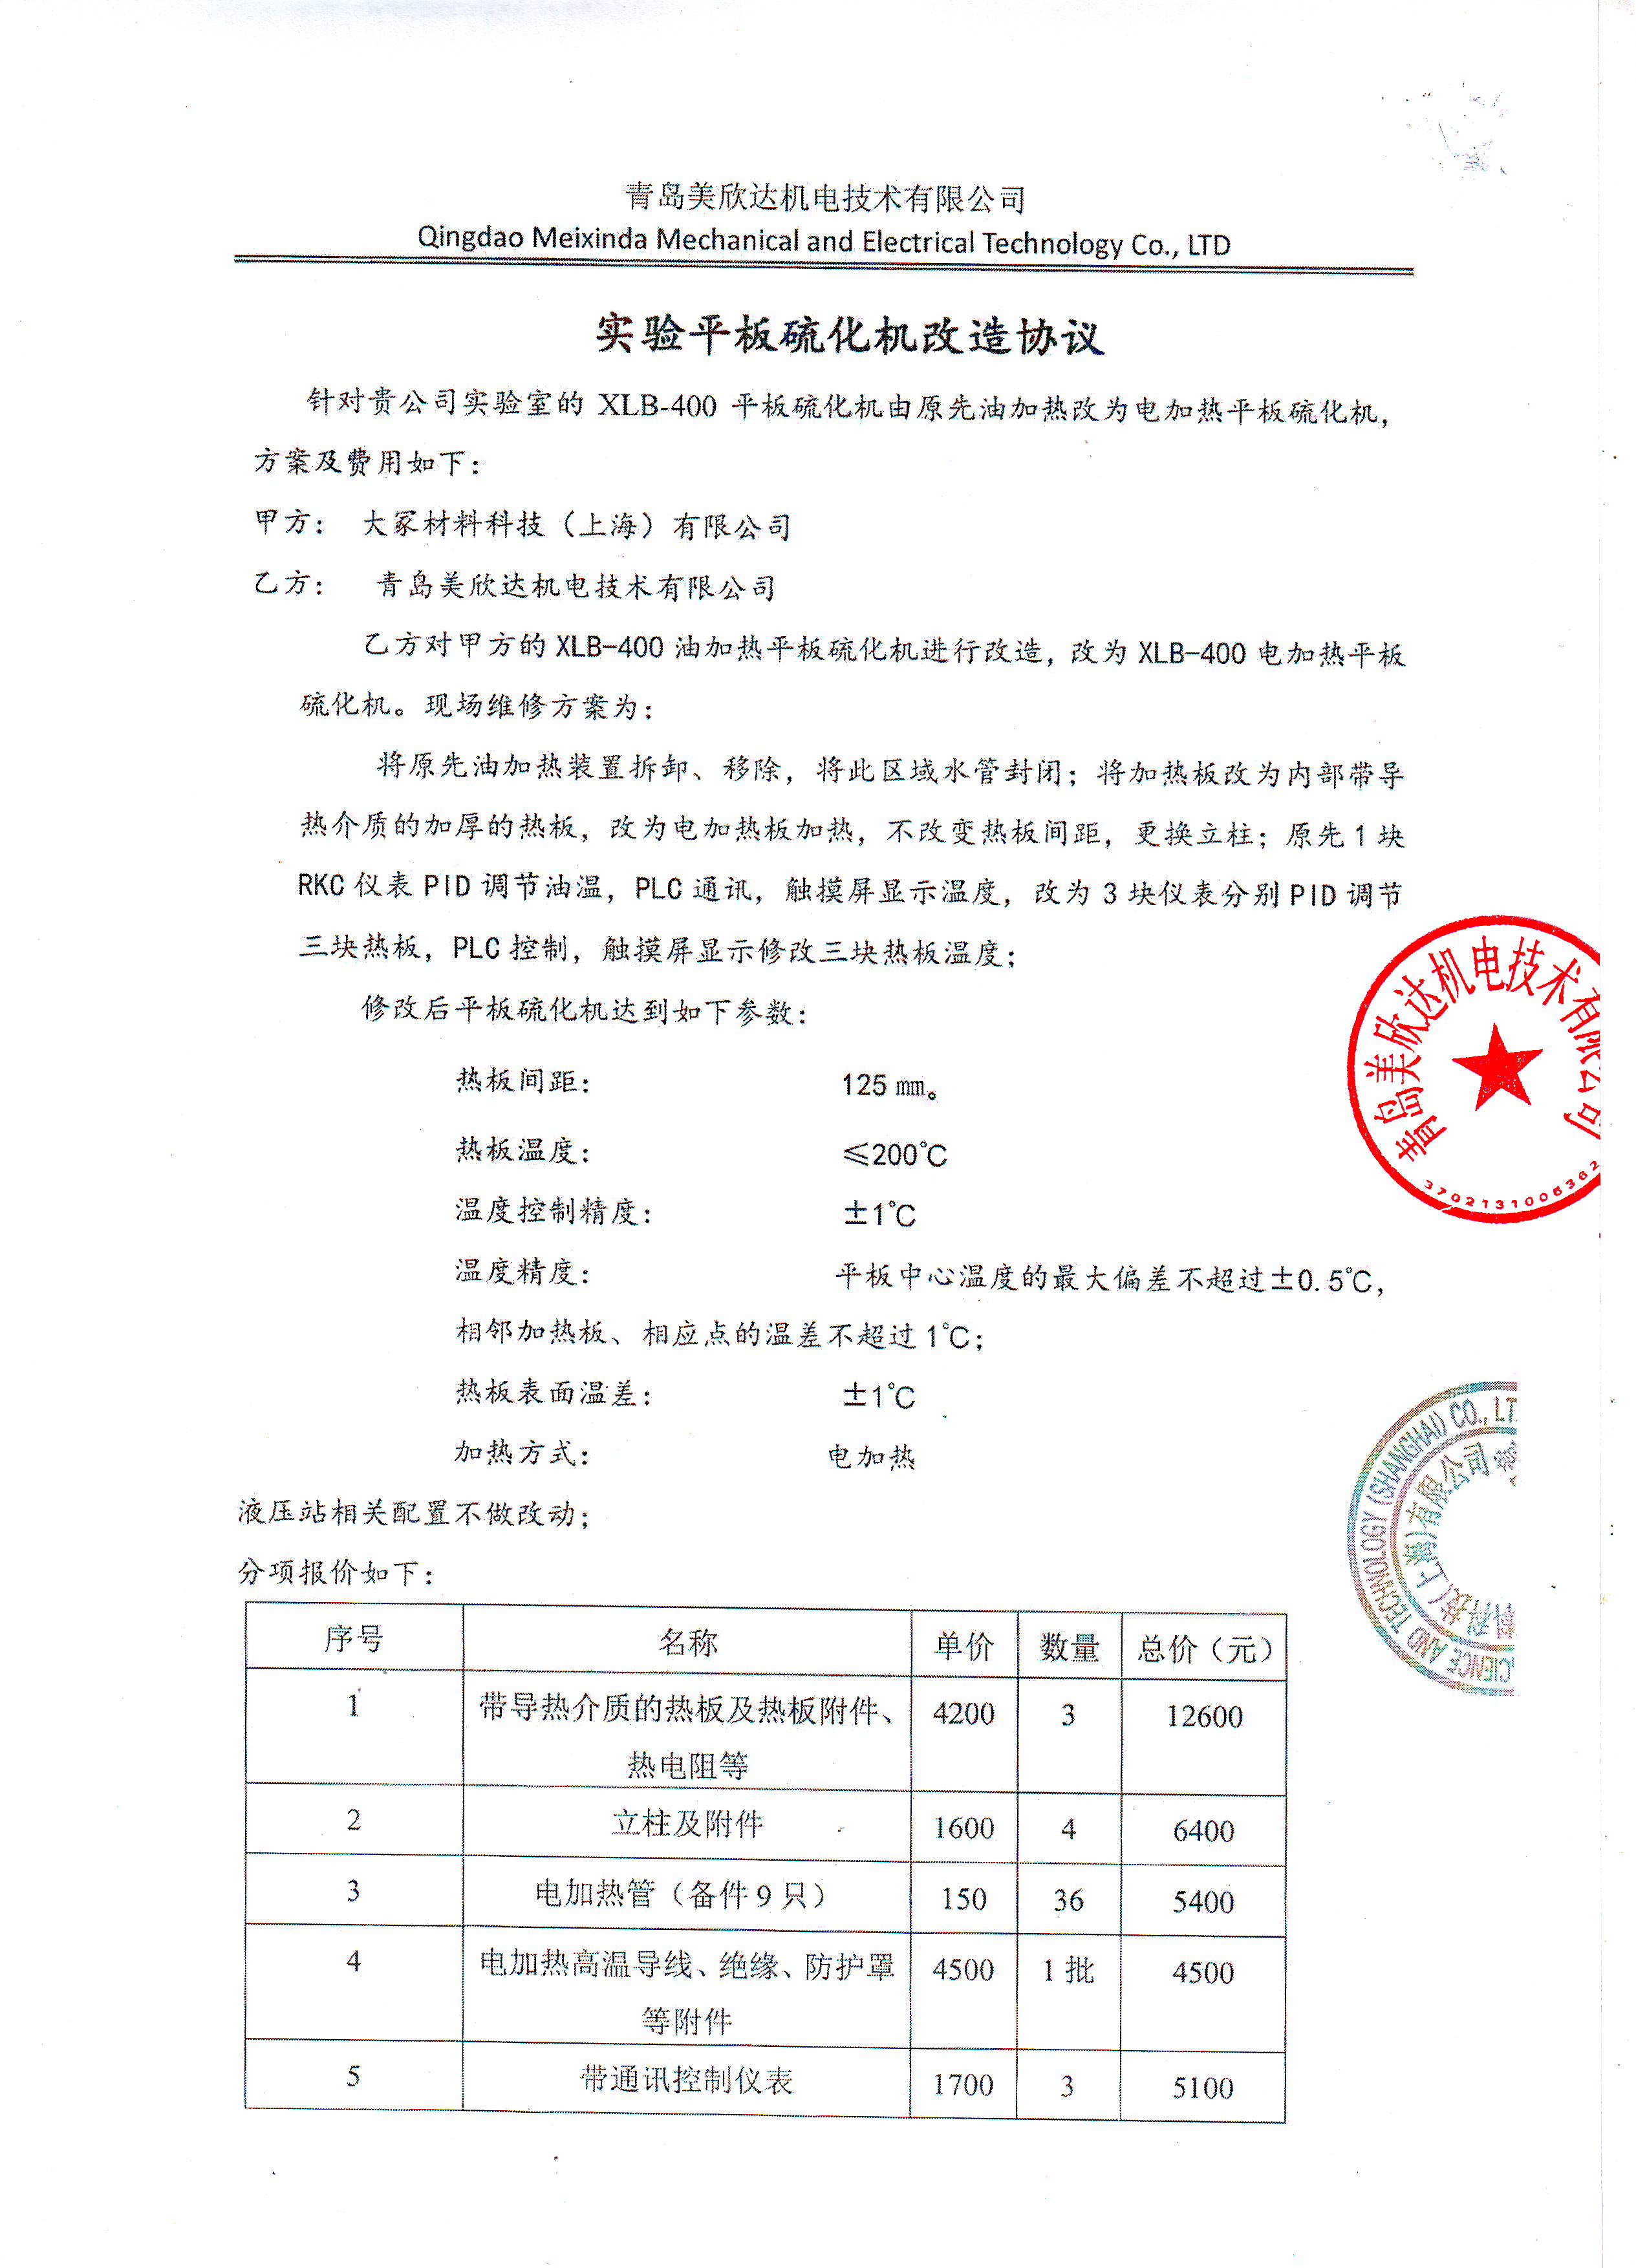 青岛美欣达机电技术有限公司
Qingdao Meixinda Mechanical and Electrical Technology Co., LTD
实验平板硫化机改造协议
针对贵公司实验室的 XLB-400 平板硫化机由原先油加热改为电加热平板硫化机，
方案及费用如下：
甲方： 大冢材料科技（上海）有限公司
乙方： 青岛美欣达机电技术有限公司
乙方对甲方的 XLB-400 油加热平板硫化机进行改造，改为 XLB-400 电加热平板
硫化机。现场维修方案为：
将原先油加热装置拆卸、移除，将此区域水管封闭；将加热板改为内部带导
热介质的加厚的热板，改为电加热板加热，不改变热板间距，更换立柱；原先 1 块
RKC 仪表 PID 调节油温，PLC 通讯，触摸屏显示温度，改为 3 块仪表分别 PID 调节
三块热板，PLC 控制，触摸屏显示修改三块热板温度；
修改后平板硫化机达到如下参数：
热板间距： 125 mm。
热板温度： ≤200℃
温度控制精度： ±1℃
温度精度： 平板中心温度的最大偏差不超过±0.5℃，
相邻加热板、相应点的温差不超过 1℃；
热板表面温差： ±1℃
加热方式： 电加热
液压站相关配置不做改动；
分项报价如下：
序号 名称 单价 数量 总价（元）
1 带导热介质的热板及热板附件、 4200 3 12600
热电阻等
2 立柱及附件 1600 4 6400
3 电加热管（备件 9 只） 150 36 5400
4 电加热高温导线、绝缘、防护罩 4500 1 批 4500
等附件
5 带通讯控制仪表 1700 3 5100
青岛美欣达机电技术有限公司
3702131006362
CIENCE AND TECHNOLOGY (SHANGHAI) CO., LT
料科技(上海)有限公司